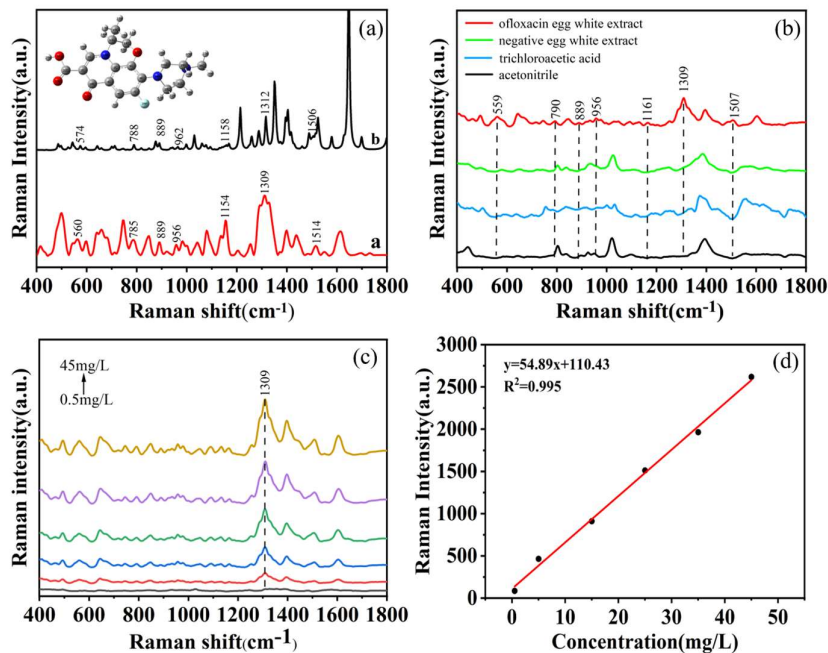 (a)
574
788
889
962
1158
1312
1506
b
560
785
889
956
1154
1309
1514
a
Raman Intensity(a.u.)
400 600 800 1000 1200 1400 1600 1800
Raman shift(cm-1)
(b)
ofloxacin egg white extract
negative egg white extract
trichloroacetic acid
acetonitrile
559
790
889
956
1161
1309
1507
Raman Intensity(a.u.)
400 600 800 1000 1200 1400 1600 1800
Raman shift(cm-1)
(c)
45mg/L
0.5mg/L
1309
Raman intensity(a.u.)
400 600 800 1000 1200 1400 1600 1800
Raman shift(cm-1)
(d)
y=54.89x+110.43
R2=0.995
Raman Intensity(a.u.)
3000
2500
2000
1500
1000
500
0
0 10 20 30 40 50
Concentration(mg/L)